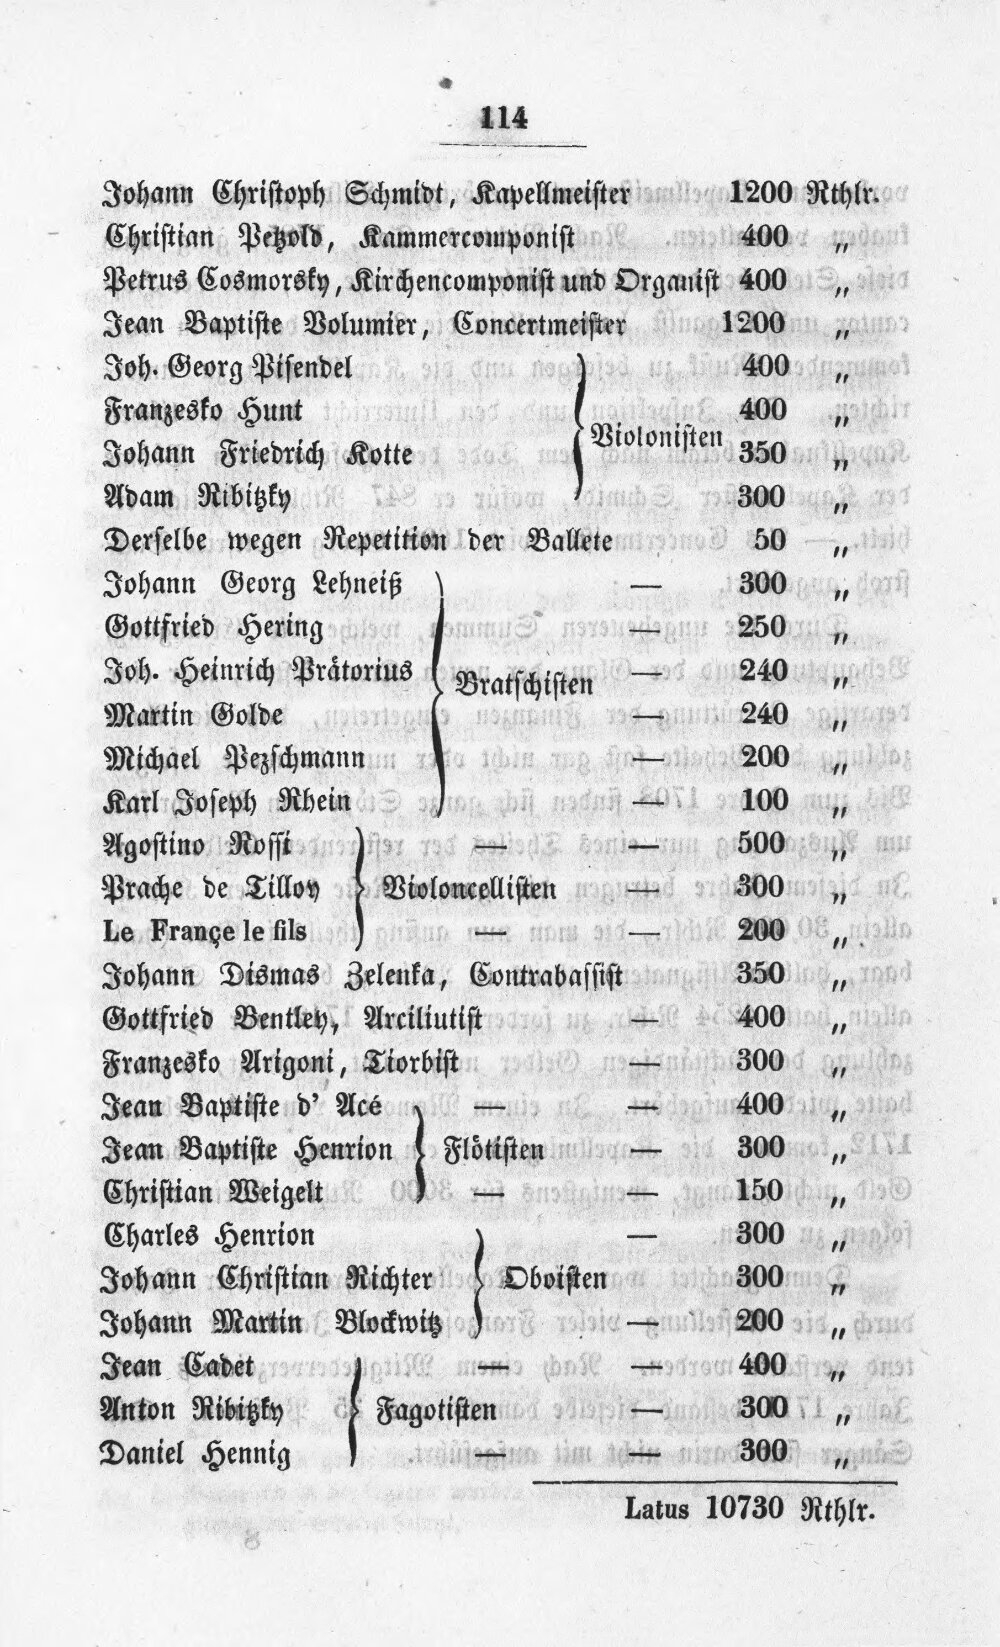 114
Johann Christoph Schmidt, Kapellmeister 1200 Rthlr.
Christian Petzold, Kammercomponist 400 „
Petrus Cosmorsky, Kirchencomponist und Organist 400 „
Jean Baptiste Volumier, Concertmeister 1200 „
Joh. Georg Pisendel 400 „
Franzesko Hunt 400 „
Violonisten
Johann Friedrich Kotte 350 „
Adam Ribitzky 300 „
Derselbe wegen Repetition der Ballete 50 „
Johann Georg Lehneiß — 300 „
Gottfried Hering — 250 „
Joh. Heinrich Prätorius — 240 „
Bratschisten
Martin Golde — 240 „
Michael Pezschmann — 200 „
Karl Joseph Rhein — 100 „
Agostino Rossi — — 500 „
Prache de Tilloy Violoncellisten — 300 „
Le Françe le fils — — 200 „
Johann Dismas Zelenka, Contrabassist 350 „
Gottfried Bentley, Arciliutist — 400 „
Franzesko Arigoni, Tiorbist — 300 „
Jean Baptiste d' Acé — — 400 „
Jean Baptiste Henrion Flötisten — 300 „
Christian Weigelt — — 150 „
Charles Henrion — 300 „
Johann Christian Richter Oboisten 300 „
Johann Martin Blockwitz — 200 „
Jean Cadet — — 400 „
Anton Ribitzky Fagotisten — 300 „
Daniel Hennig — — 300 „
Latus 10730 Rthlr.